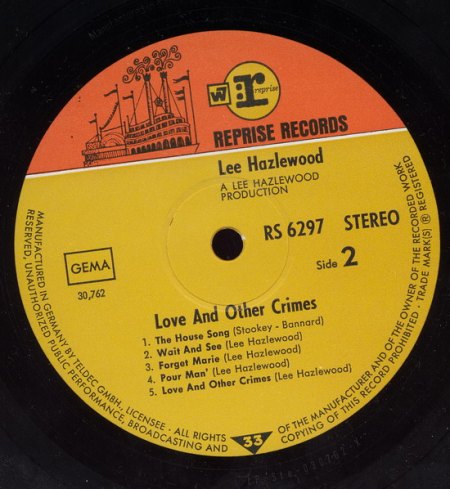 W7 r: reprise
REPRISE RECORDS
Lee Hazlewood
A LEE HAZLEWOOD
PRODUCTION
RS 6297 STEREO
Side 2
GEMA
30,762
Love And Other Crimes
1. The House Song (Stookey - Bannard)
2. Wait And See (Lee Hazlewood)
3. Forget Marie (Lee Hazlewood)
4. Pour Man' (Lee Hazlewood)
5. Love And Other Crimes (Lee Hazlewood)
MANUFACTURED IN GERMANY BY TELDEC GMBH., LICENSEE - ALL RIGHTS OF THE MANUFACTURER AND OF THE OWNER OF THE RECORDED WORK
RESERVED, UNAUTHORIZED PUBLIC PERFORMANCE, BROADCASTING AND COPYING OF THIS RECORD PROHIBITED · TRADE MARK(S) ® REGISTERED
33